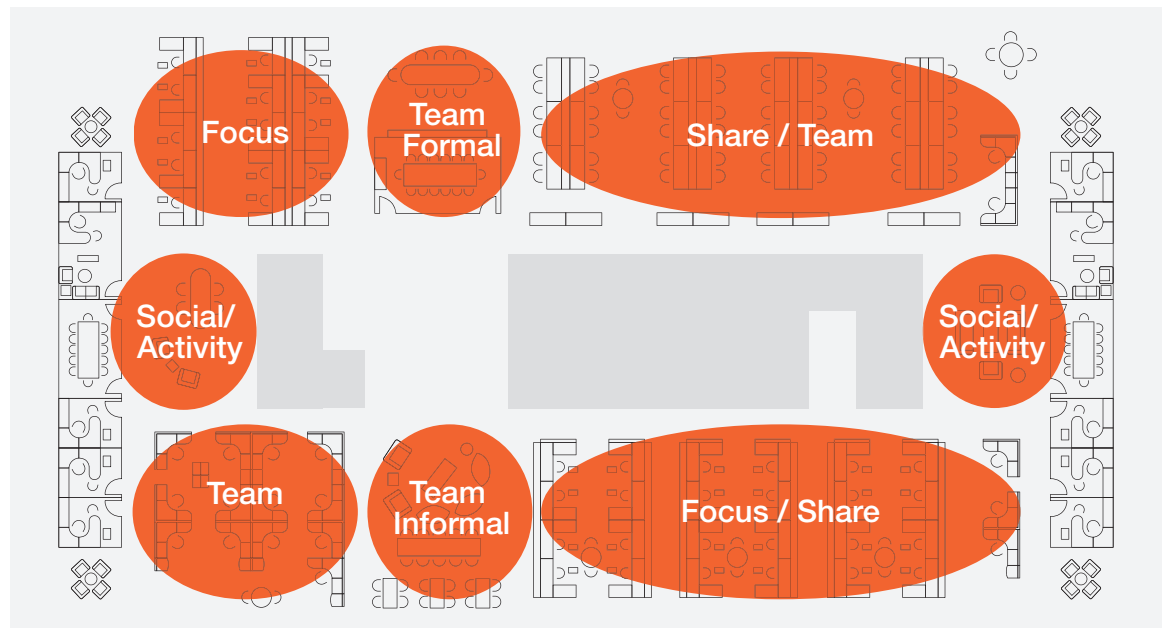 Focus
Team
Formal
Share / Team
Social/
Activity
Social/
Activity
Team
Team
Informal
Focus / Share